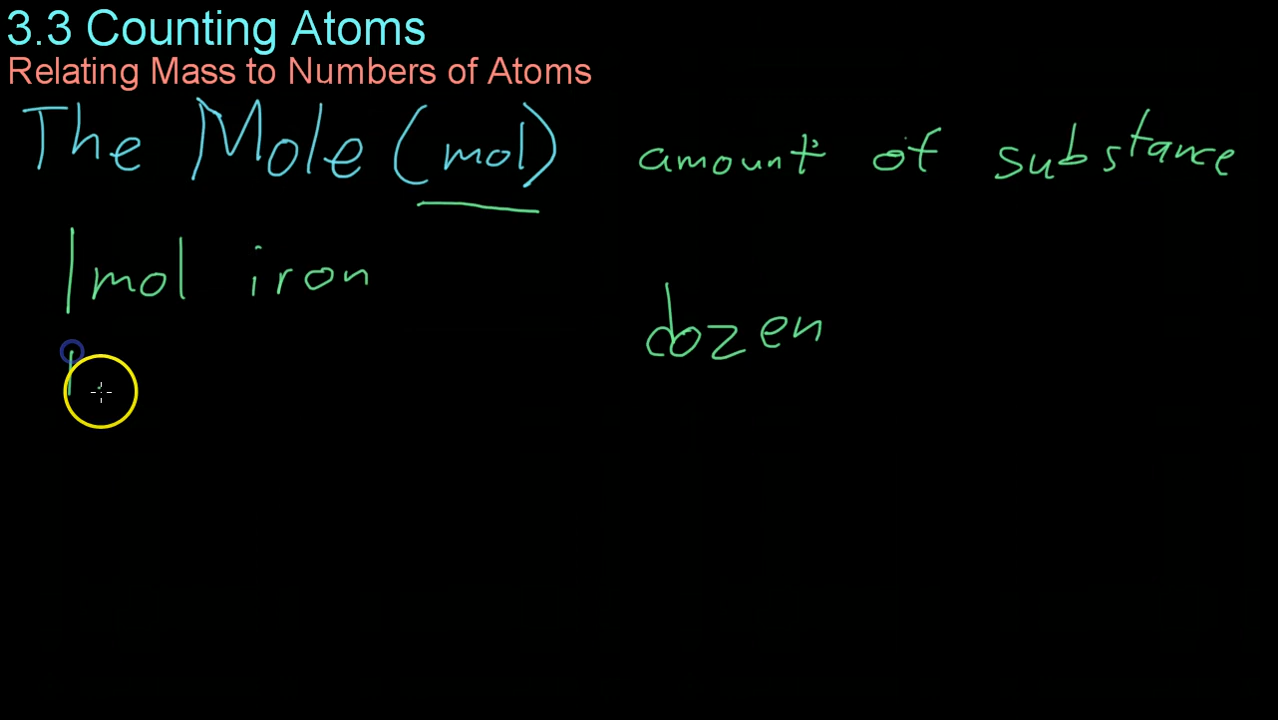 3.3 Counting Atoms
Relating Mass to Numbers of Atoms
The Mole (mol) amount of substance
1mol iron
dozen